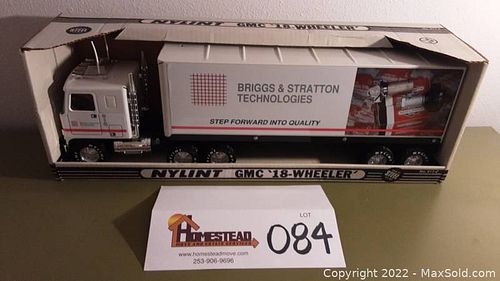 NYLINT GMC '18-WHEELER'
BRIGGS & STRATTON
TECHNOLOGIES
STEP FORWARD INTO QUALITY
NYLINT GMC '18-WHEELER'
HOMESTEAD
www.homesteadmove.com
253-906-9696
LOT
084
Copyright © 2022 - MaxSold.com